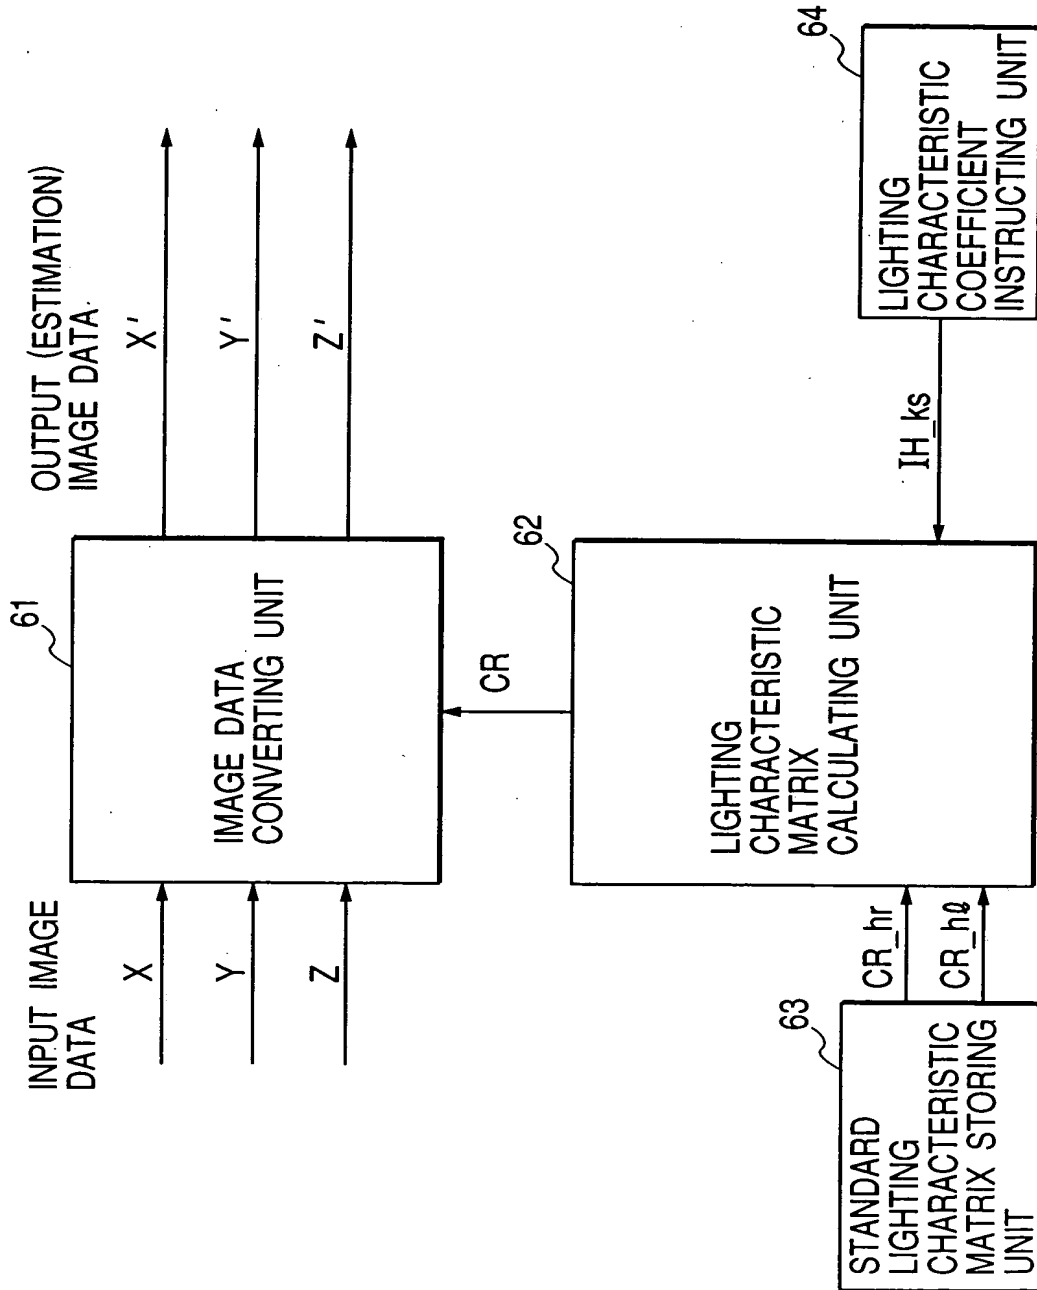 INPUT IMAGE
DATA
X
Y
Z
61
IMAGE DATA
CONVERTING UNIT
OUTPUT (ESTIMATION)
IMAGE DATA
X'
Y'
Z'
CR
62
LIGHTING
CHARACTERISTIC
MATRIX
CALCULATING UNIT
63
STANDARD
LIGHTING
CHARACTERISTIC
MATRIX STORING
UNIT
CR_hr
CR_hℓ
IH_ks
64
LIGHTING
CHARACTERISTIC
COEFFICIENT
INSTRUCTING UNIT